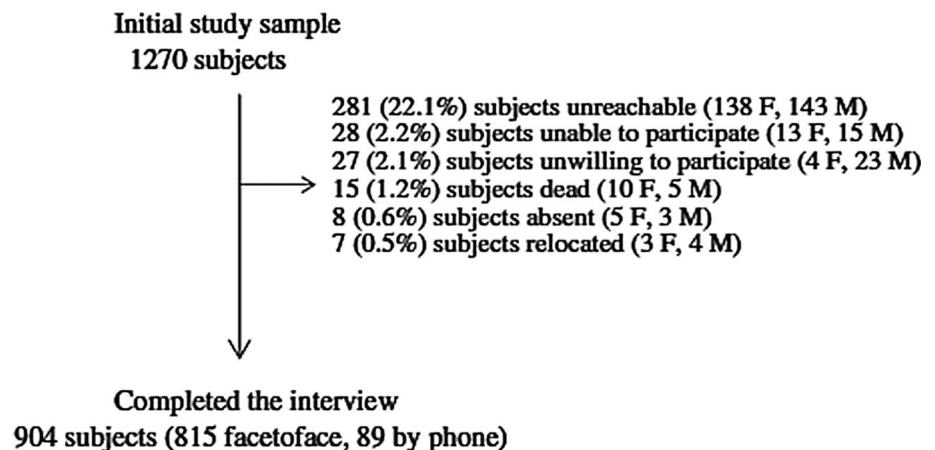 Initial study sample
1270 subjects
281 (22.1%) subjects unreachable (138 F, 143 M)
28 (2.2%) subjects unable to participate (13 F, 15 M)
27 (2.1%) subjects unwilling to participate (4 F, 23 M)
15 (1.2%) subjects dead (10 F, 5 M)
8 (0.6%) subjects absent (5 F, 3 M)
7 (0.5%) subjects relocated (3 F, 4 M)
Completed the interview
904 subjects (815 facetoface, 89 by phone)